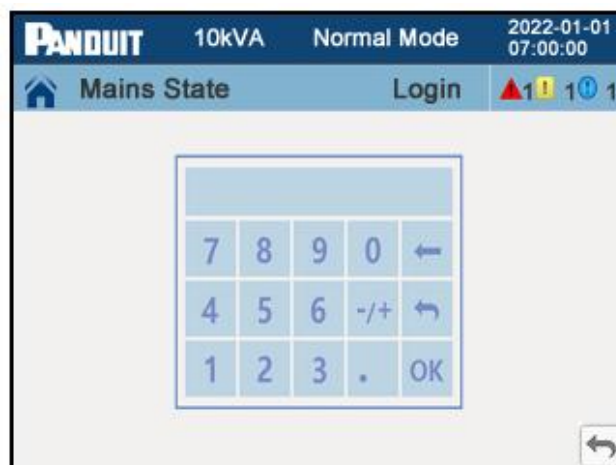 PANDUIT 10kVA Normal Mode 2022-01-01
07:00:00
Mains State Login 1 ! 1 ! 1
7 8 9 0 ←
4 5 6 -/+ ↰
1 2 3 . OK